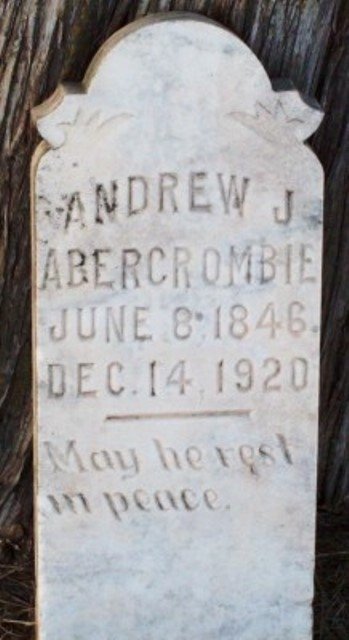 ANDREW J
ABERCROMBIE
JUNE 8. 1846.
DEC. 14. 1920
May he rest
in peace.